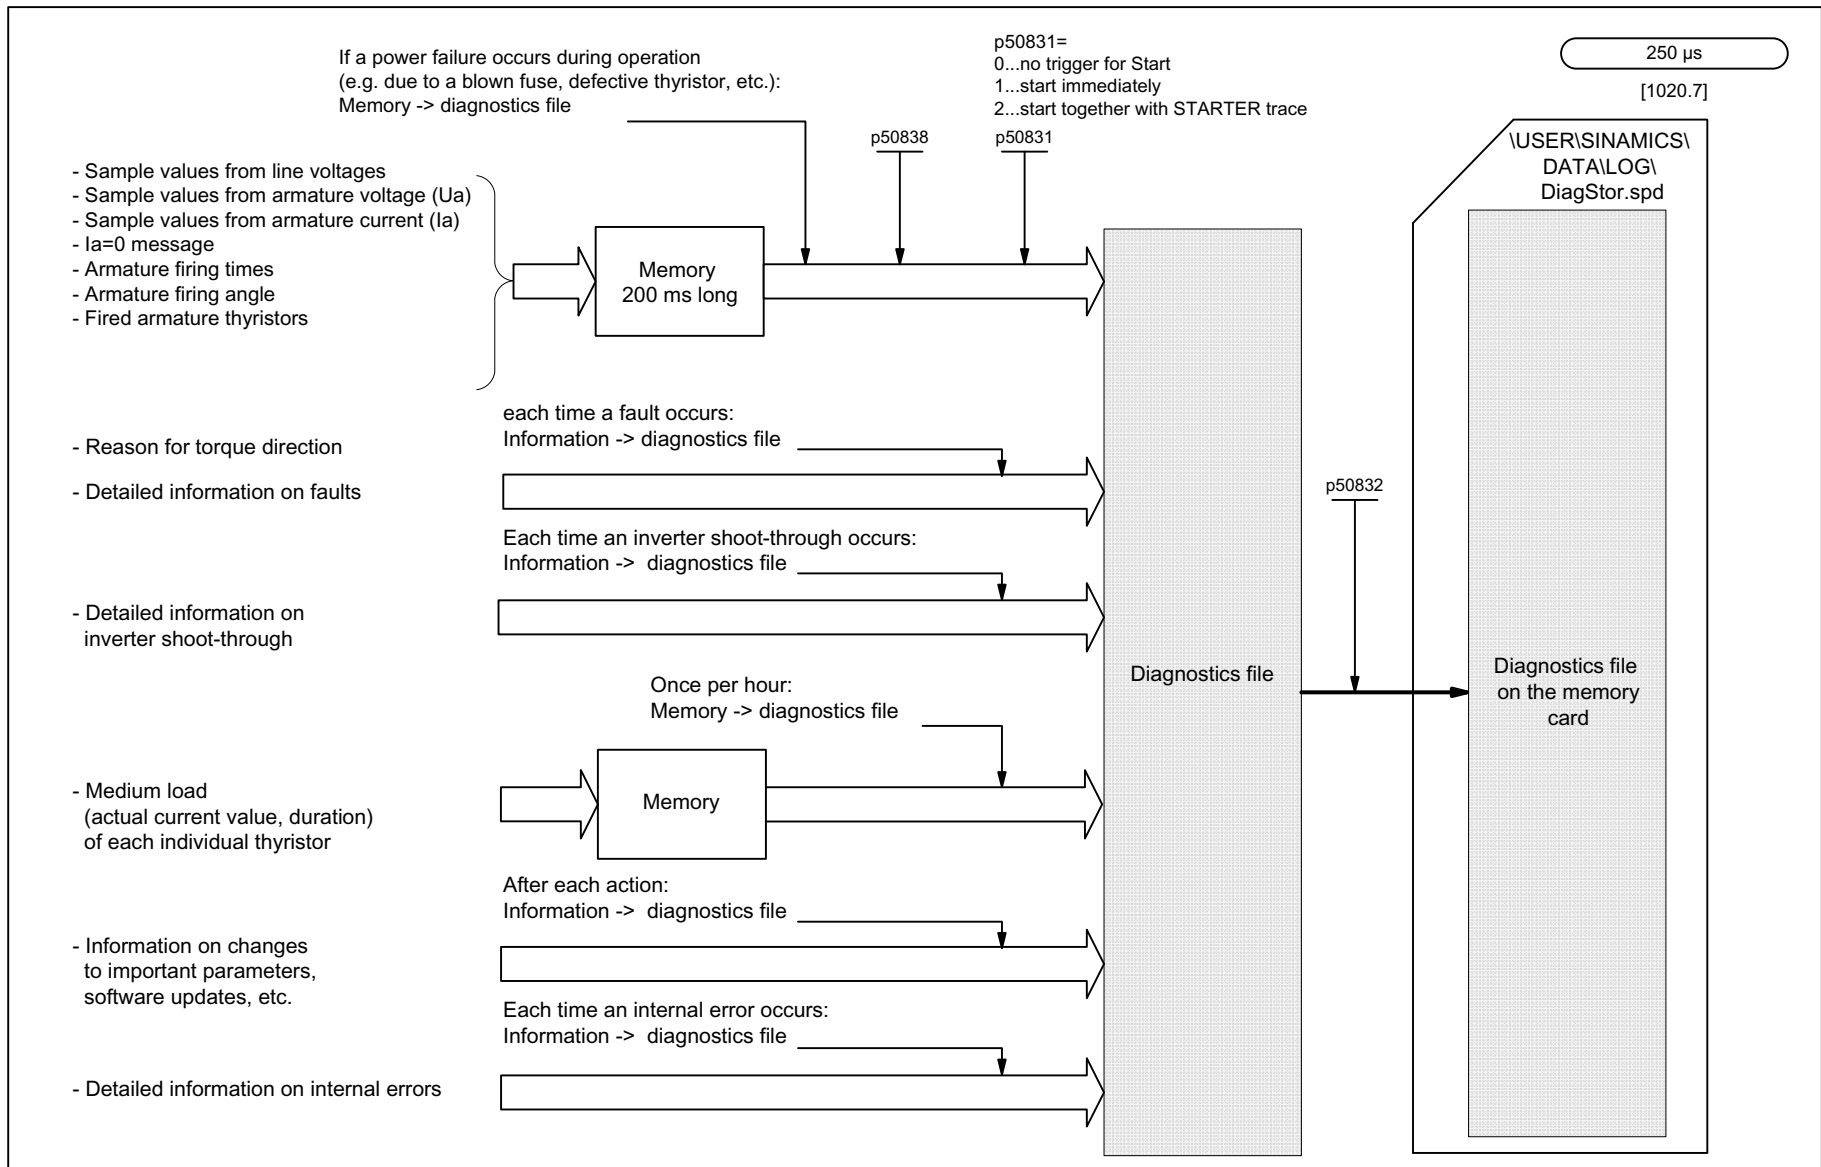 If a power failure occurs during operation
(e.g. due to a blown fuse, defective thyristor, etc.):
Memory -> diagnostics file
p50831=
0...no trigger for Start
1...start immediately
2...start together with STARTER trace
250 µs
[1020.7]
p50838
p50831
\USER\SINAMICS\
DATA\LOG\
DiagStor.spd
- Sample values from line voltages
- Sample values from armature voltage (Ua)
- Sample values from armature current (Ia)
- Ia=0 message
- Armature firing times
- Armature firing angle
- Fired armature thyristors
Memory
200 ms long
each time a fault occurs:
Information -> diagnostics file
- Reason for torque direction
- Detailed information on faults
p50832
Each time an inverter shoot-through occurs:
Information -> diagnostics file
- Detailed information on
inverter shoot-through
Diagnostics file
Diagnostics file
on the memory
card
Once per hour:
Memory -> diagnostics file
- Medium load
(actual current value, duration)
of each individual thyristor
Memory
After each action:
Information -> diagnostics file
- Information on changes
to important parameters,
software updates, etc.
Each time an internal error occurs:
Information -> diagnostics file
- Detailed information on internal errors